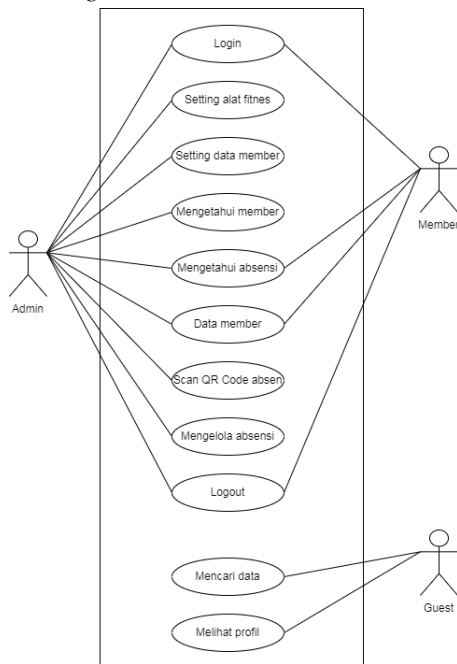 Login
Setting alat fitnes
Setting data member
Mengetahui member
Member
Mengetahui absensi
Admin
Data member
Scan QR Code absen
Mengelola absensi
Logout
Mencari data
Guest
Melihat profil